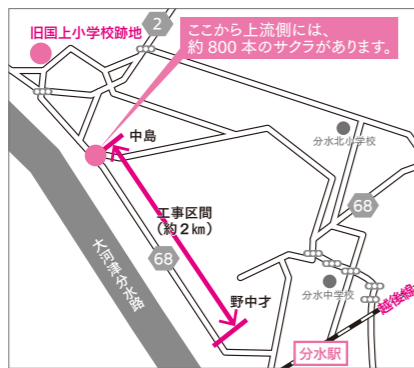 旧国上小学校跡地
2
ここから上流側には、
約800本のサクラがあります。
中島
分水北小学校
工事区間
(約2㎞)
68
68
大河津分水路
野中才
分水中学校
越後線
分水駅